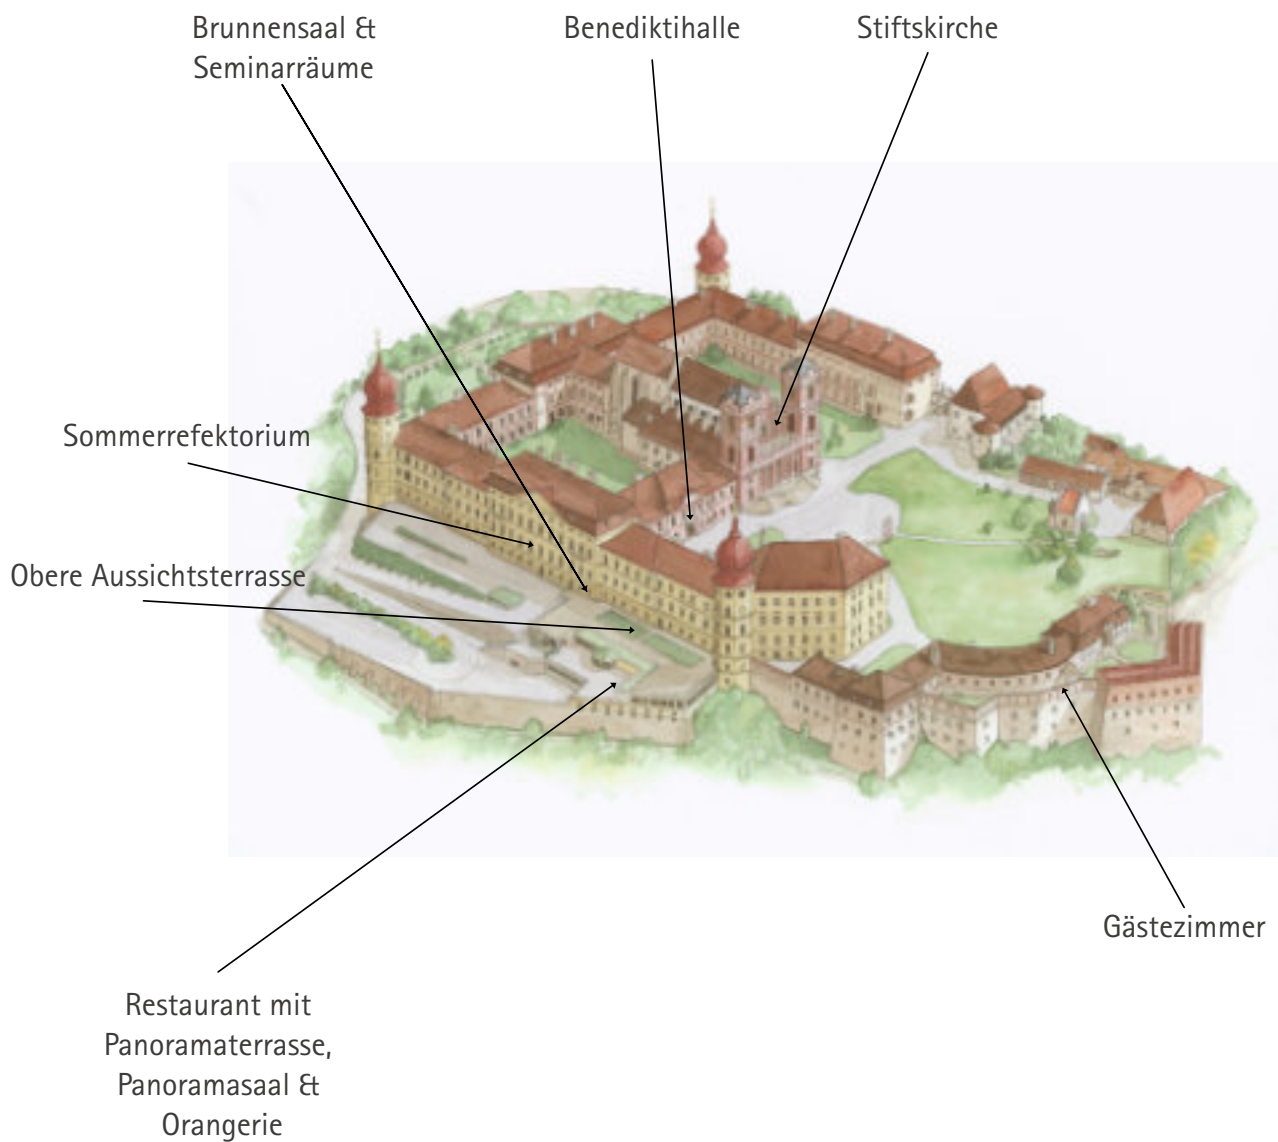 Brunnensaal &
Seminarräume
Benediktihalle
Stiftskirche
Sommerrefektorium
Obere Aussichtsterrasse
Gästezimmer
Restaurant mit
Panoramaterrasse,
Panoramasaal &
Orangerie